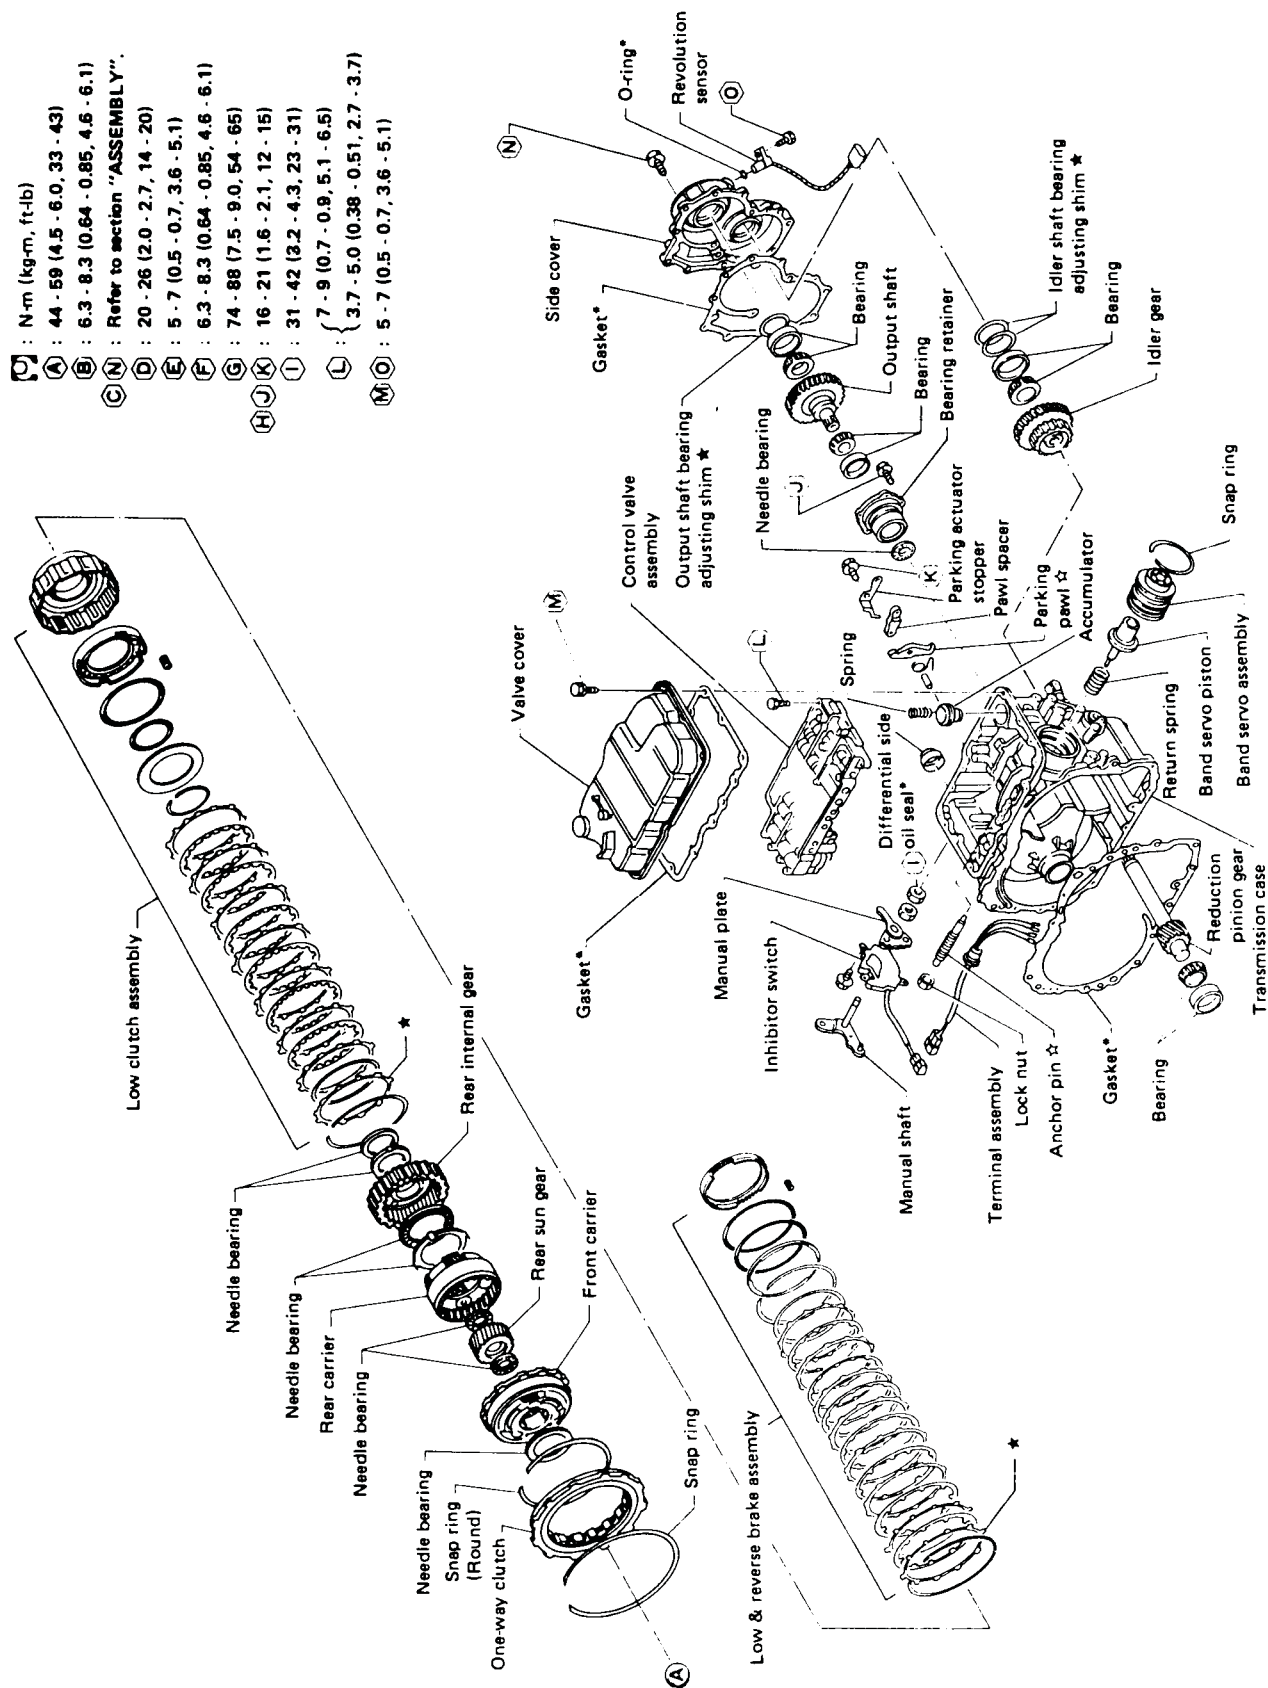 : N·m (kg-m, ft-lb)
A : 44 - 59 (4.5 - 6.0, 33 - 43)
B : 6.3 - 8.3 (0.64 - 0.85, 4.6 - 6.1)
C N : Refer to section "ASSEMBLY".
D : 20 - 26 (2.0 - 2.7, 14 - 20)
E : 5 - 7 (0.5 - 0.7, 3.6 - 5.1)
F : 6.3 - 8.3 (0.64 - 0.85, 4.6 - 6.1)
G : 74 - 88 (7.5 - 9.0, 54 - 65)
H J K : 16 - 21 (1.6 - 2.1, 12 - 15)
I : 31 - 42 (3.2 - 4.3, 23 - 31)
L : { 7 - 9 (0.7 - 0.9, 5.1 - 6.5)
3.7 - 5.0 (0.38 - 0.51, 2.7 - 3.7)
M O : 5 - 7 (0.5 - 0.7, 3.6 - 5.1)
Low clutch assembly
★
Rear internal gear
Needle bearing
Needle bearing
Rear carrier
Needle bearing
Rear sun gear
Front carrier
Needle bearing
Snap ring
(Round)
One-way clutch
Snap ring
A
N
O-ring*
Revolution
sensor
O
Side cover
Gasket*
Bearing
Output shaft
Bearing
Bearing retainer
Idler shaft bearing
adjusting shim ★
Bearing
Idler gear
Control valve
assembly
Output shaft bearing
adjusting shim ★
Needle bearing
J
K
Parking actuator
stopper
Pawl spacer
Parking
pawl ☆
Accumulator
Snap ring
M
Valve cover
L
Spring
Differential side
oil seal*
I
Gasket*
Manual plate
Inhibitor switch
Manual shaft
Terminal assembly
Lock nut
Anchor pin ☆
Gasket*
Bearing
Return spring
Band servo piston
Band servo assembly
Reduction
pinion gear
Transmission case
Low & reverse brake assembly
★